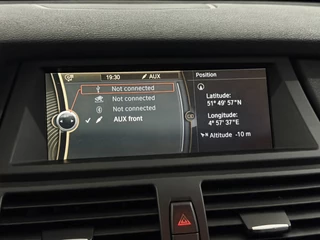 19:30 AUX
Position
Not connected
Not connected
Not connected
AUX front
Latitude:
51° 49' 57"N
Longitude:
4° 57' 37"E
Altitude -10 m